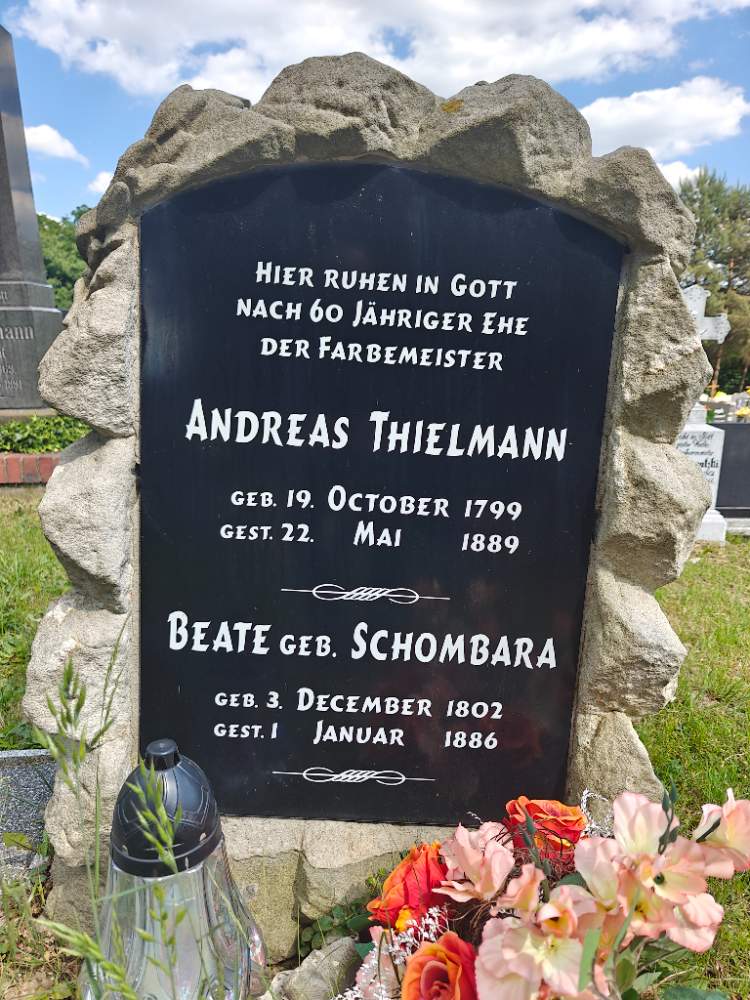 HIER RUHEN IN GOTT
NACH 60 JÄHRIGER EHE
DER FARBEMEISTER
ANDREAS THIELMANN
GEB. 19. OCTOBER 1799
GEST. 22. MAI 1889
BEATE GEB. SCHOMBARA
GEB. 3. DECEMBER 1802
GEST. 1 JANUAR 1886